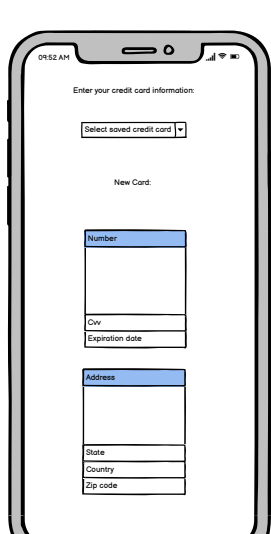 09:52 AM
Enter your credit card information:
Select saved credit card
New Card:
Number
Cvv
Expiration date
Address
State
Country
Zip code